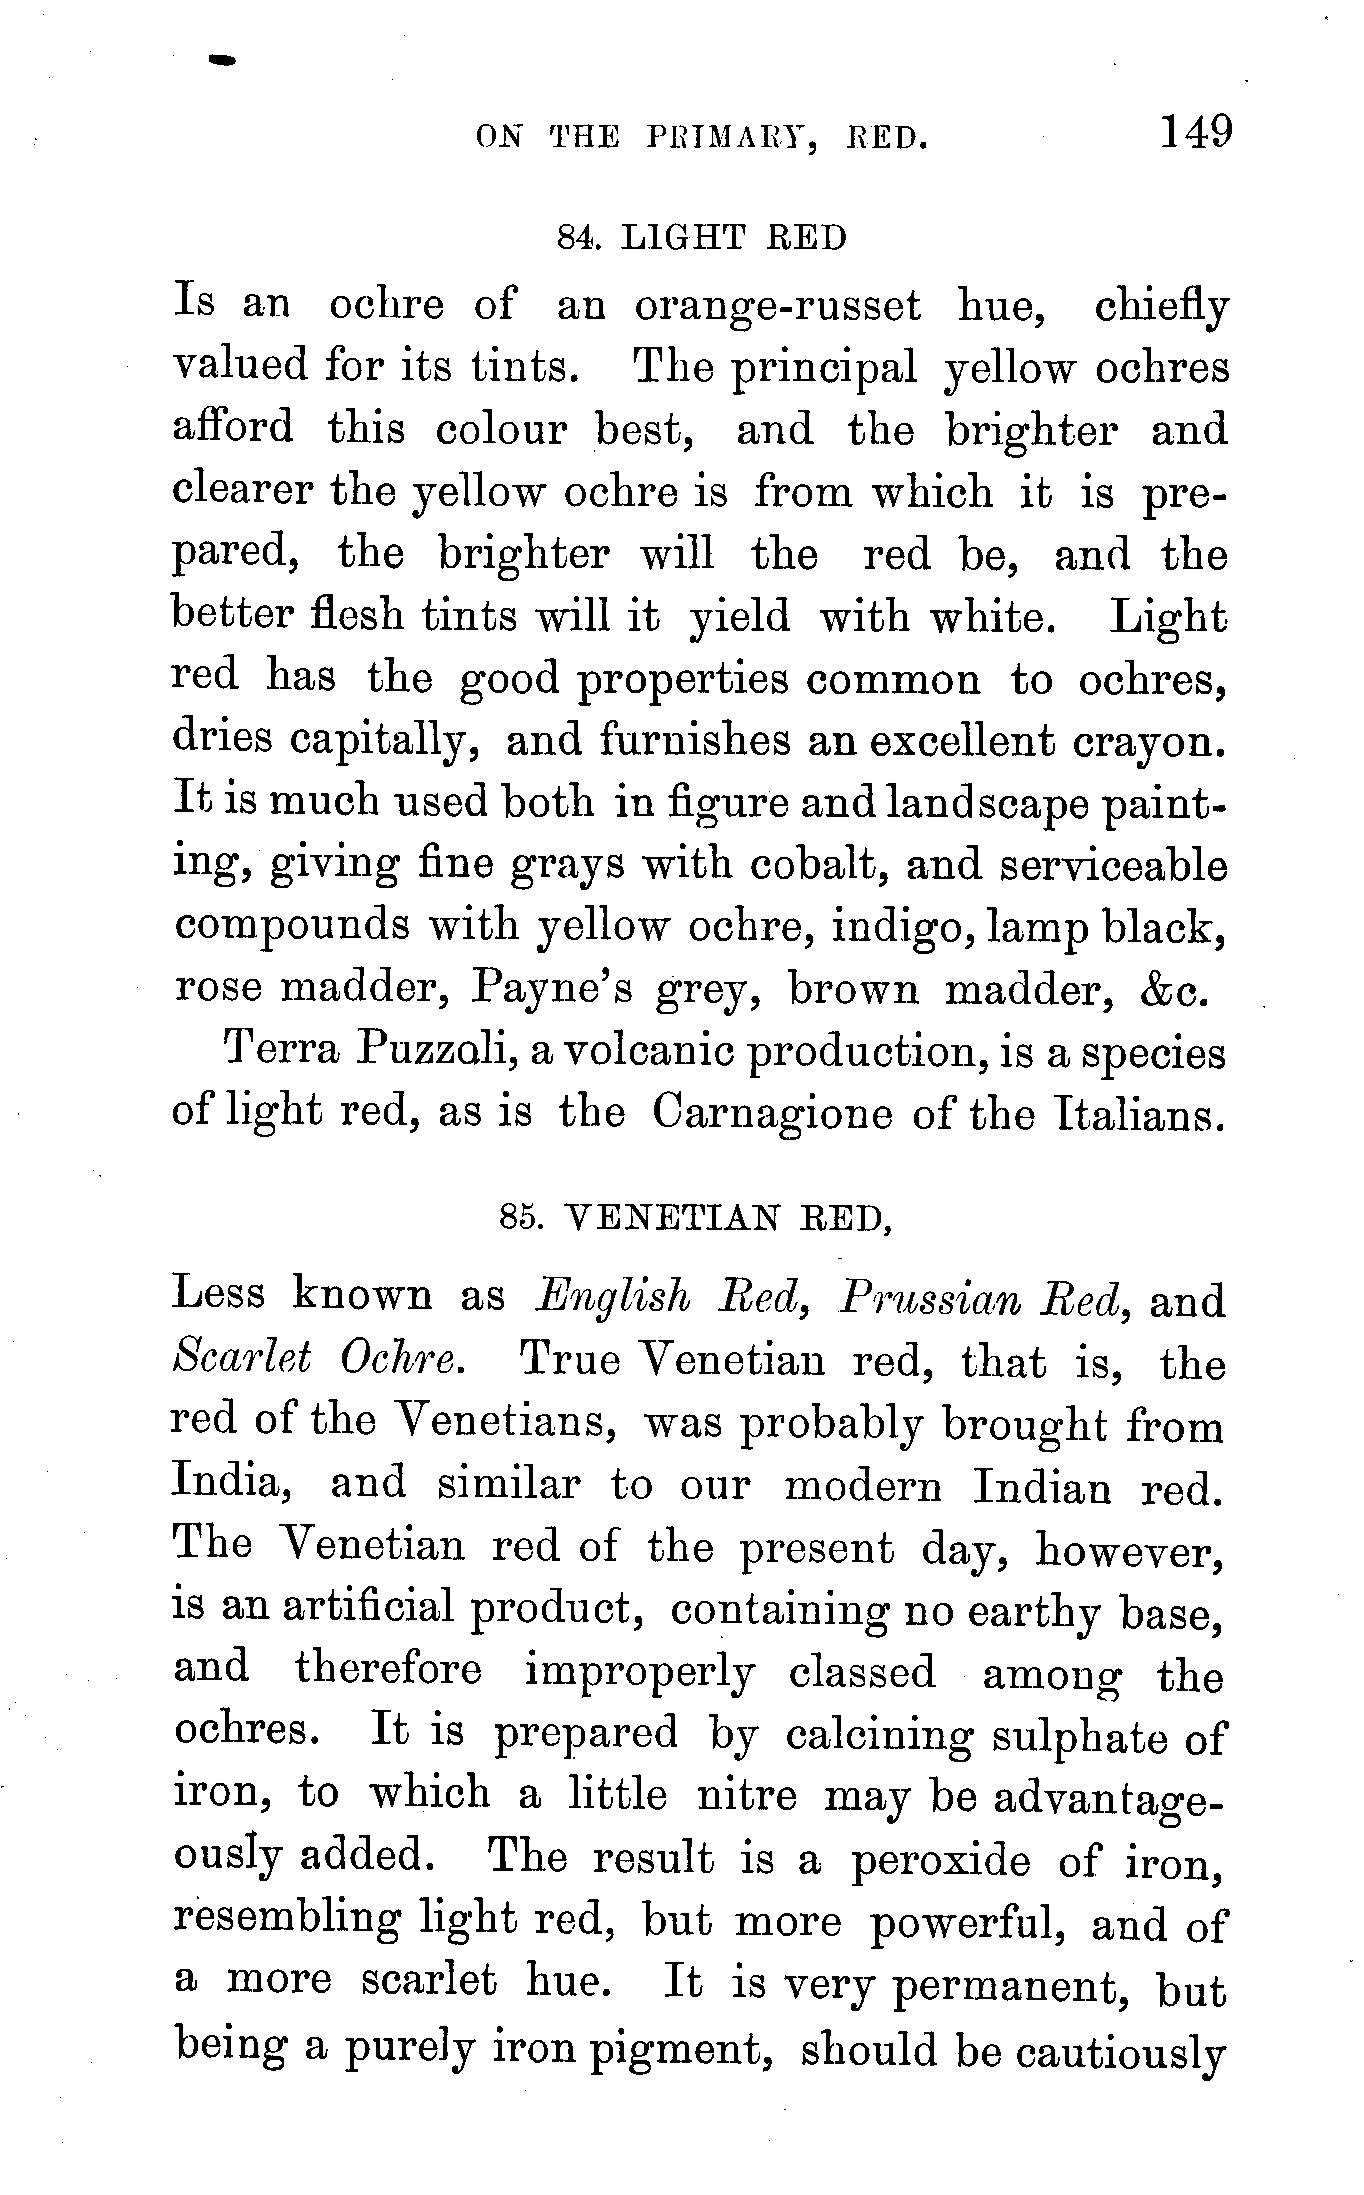 ON THE PRIMARY, RED. 149
84. LIGHT RED
Is an ochre of an orange-russet hue, chiefly
valued for its tints. The principal yellow ochres
afford this colour best, and the brighter and
clearer the yellow ochre is from which it is pre-
pared, the brighter will the red be, and the
better flesh tints will it yield with white. Light
red has the good properties common to ochres,
dries capitally, and furnishes an excellent crayon.
It is much used both in figure and landscape paint-
ing, giving fine grays with cobalt, and serviceable
compounds with yellow ochre, indigo, lamp black,
rose madder, Payne's grey, brown madder, &c.
Terra Puzzoli, a volcanic production, is a species
of light red, as is the Carnagione of the Italians.
85. VENETIAN RED,
Less known as English Red, Prussian Red, and
Scarlet Ochre. True Venetian red, that is, the
red of the Venetians, was probably brought from
India, and similar to our modern Indian red.
The Venetian red of the present day, however,
is an artificial product, containing no earthy base,
and therefore improperly classed among the
ochres. It is prepared by calcining sulphate of
iron, to which a little nitre may be advantage-
ously added. The result is a peroxide of iron,
resembling light red, but more powerful, and of
a more scarlet hue. It is very permanent, but
being a purely iron pigment, should be cautiously